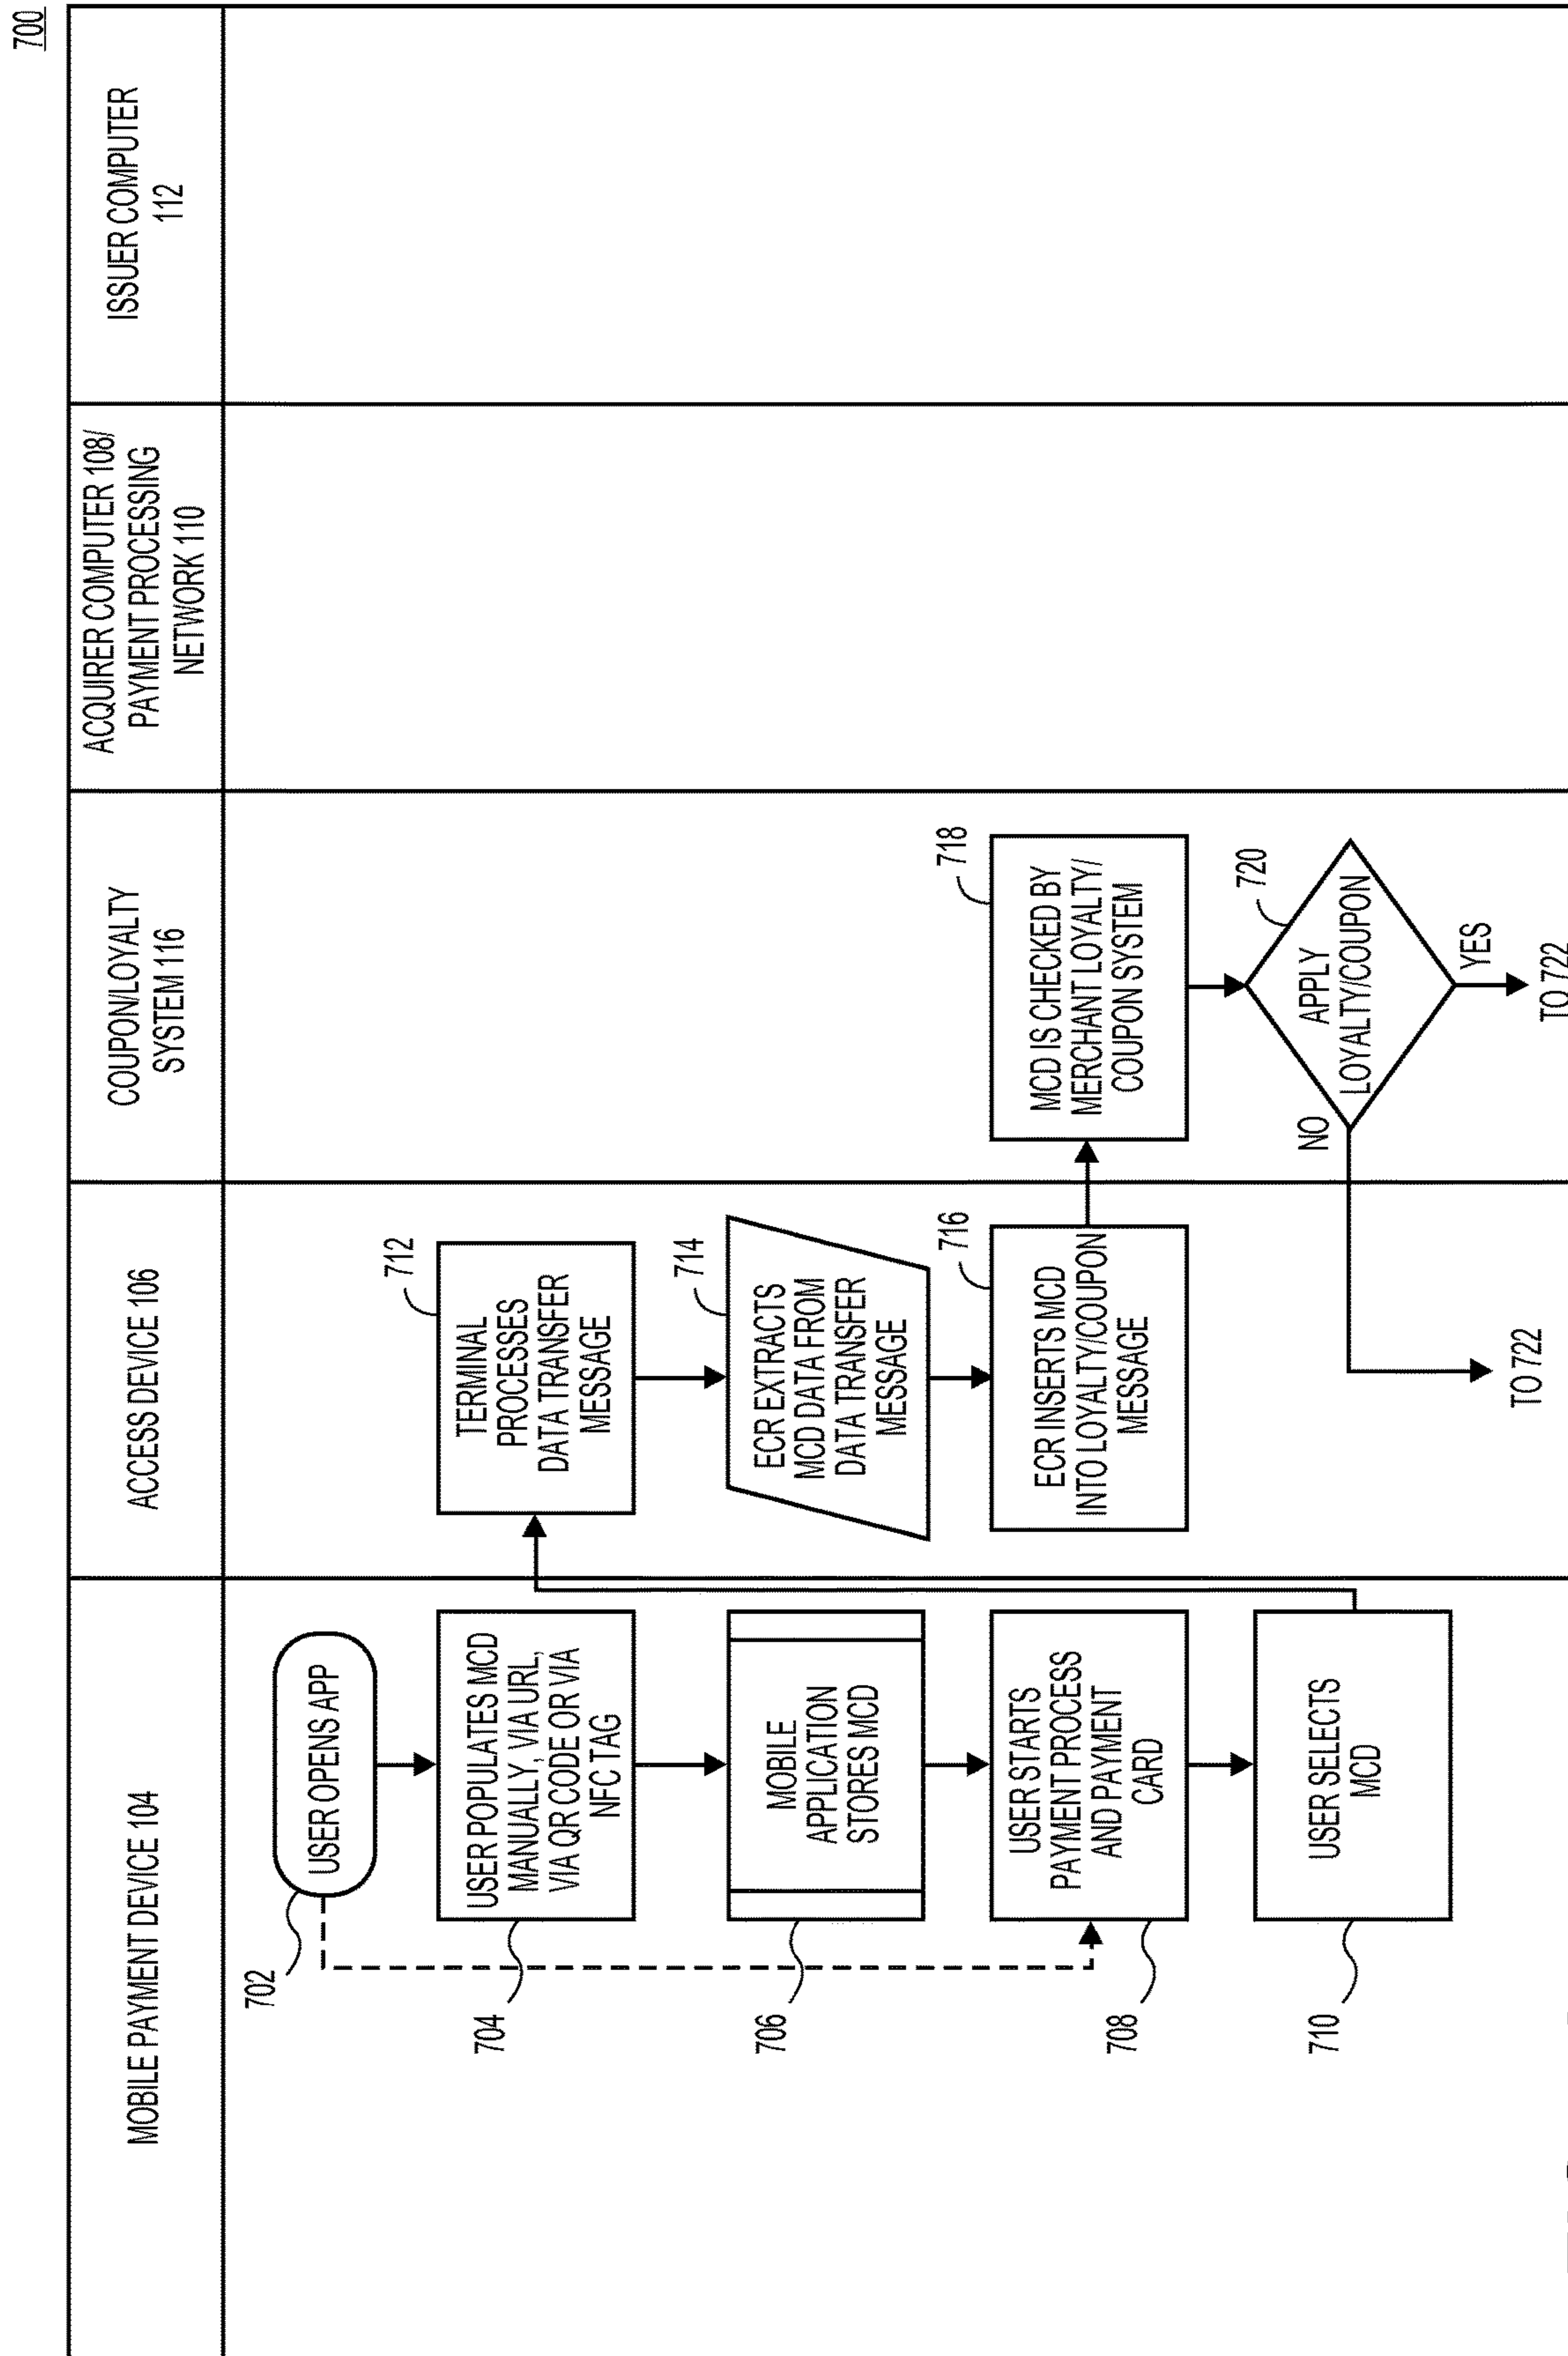 700
MOBILE PAYMENT DEVICE 104
ACCESS DEVICE 106
COUPON/LOYALTY
SYSTEM 116
ACQUIRER COMPUTER 108/
PAYMENT PROCESSING
NETWORK 110
ISSUER COMPUTER
112
702
USER OPENS APP
704
USER POPULATES MCD
MANUALLY, VIA URL,
VIA QR CODE OR VIA
NFC TAG
706
MOBILE
APPLICATION
STORES MCD
708
USER STARTS
PAYMENT PROCESS
AND PAYMENT
CARD
710
USER SELECTS
MCD
712
TERMINAL
PROCESSES
DATA TRANSFER
MESSAGE
714
ECR EXTRACTS
MCD DATA FROM
DATA TRANSFER
MESSAGE
716
ECR INSERTS MCD
INTO LOYALTY/COUPON
MESSAGE
718
MCD IS CHECKED BY
MERCHANT LOYALTY/
COUPON SYSTEM
720
APPLY
LOYALTY/COUPON
NO
YES
TO 722
TO 722